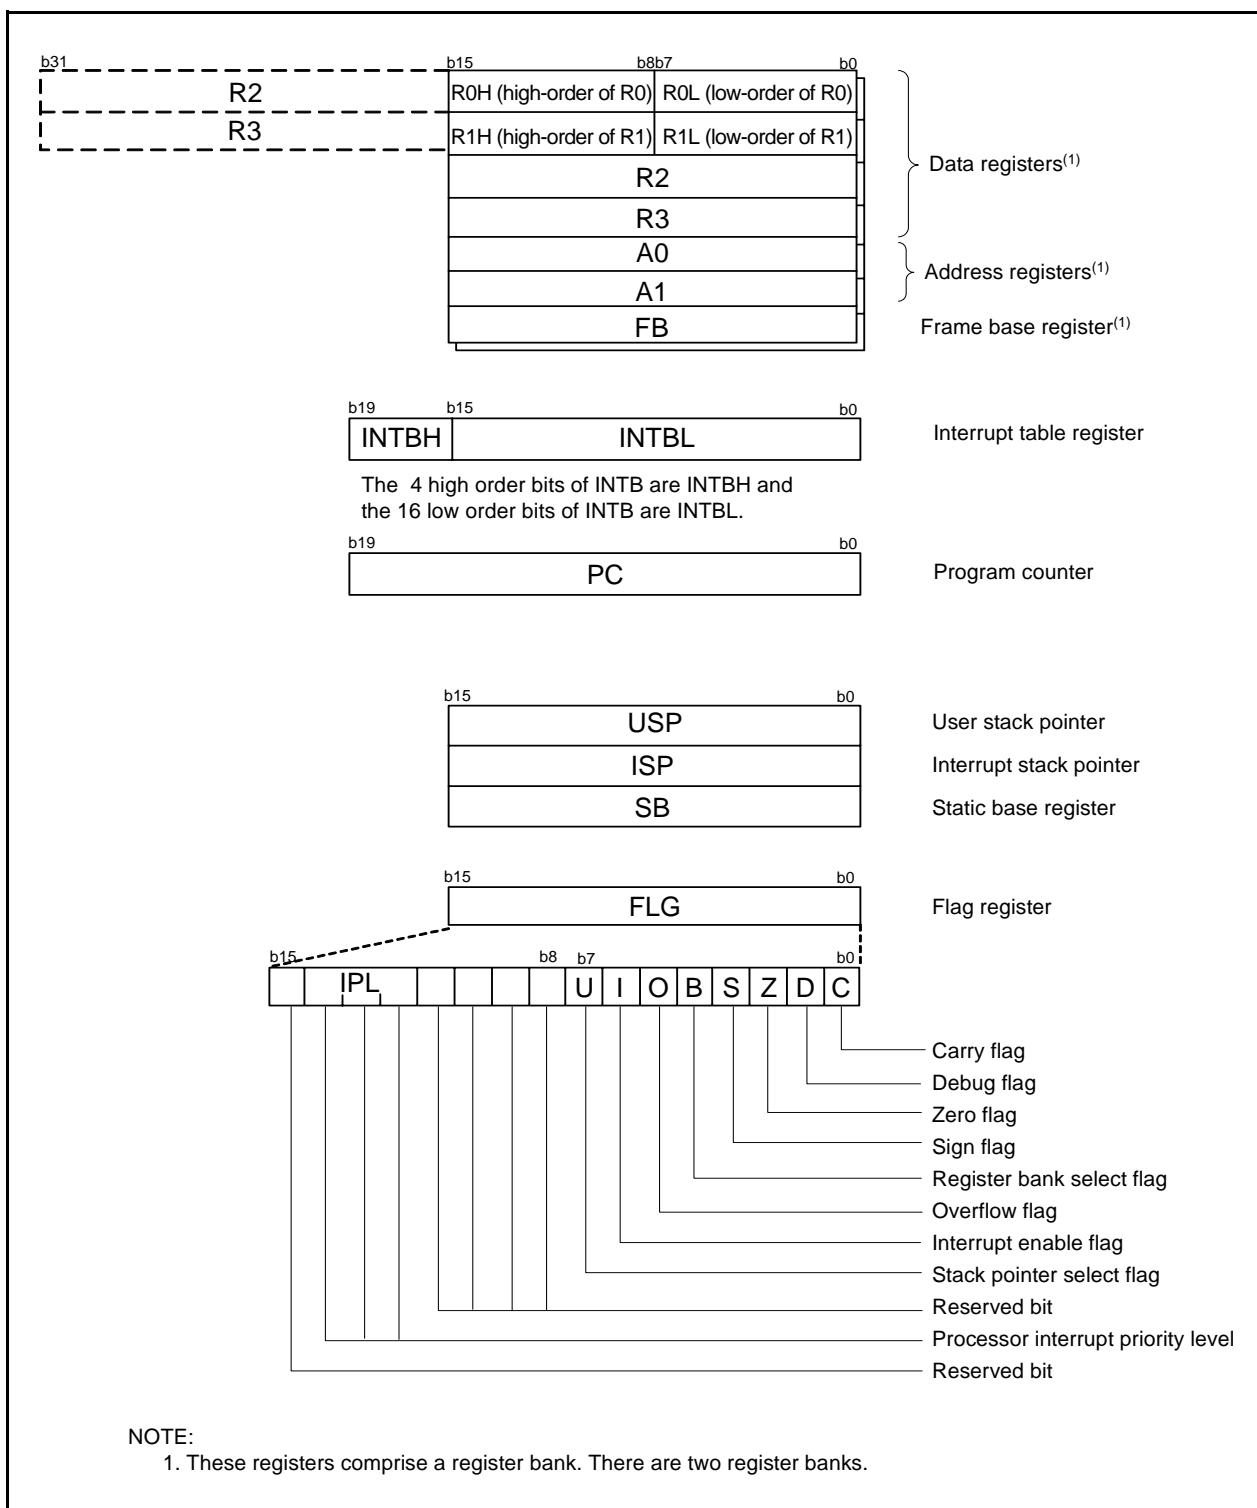 b31 b15 b8b7 b0
R2 R0H (high-order of R0) R0L (low-order of R0)
R3 R1H (high-order of R1) R1L (low-order of R1)
Data registers(1)
R2
R3
A0
Address registers(1)
A1
FB Frame base register(1)
b19 b15 b0
INTBH INTBL Interrupt table register
The 4 high order bits of INTB are INTBH and
the 16 low order bits of INTB are INTBL.
b19 b0
PC Program counter
b15 b0
USP User stack pointer
ISP Interrupt stack pointer
SB Static base register
b15 b0
FLG Flag register
b15 b8 b7 b0
IPL U I O B S Z D C
Carry flag
Debug flag
Zero flag
Sign flag
Register bank select flag
Overflow flag
Interrupt enable flag
Stack pointer select flag
Reserved bit
Processor interrupt priority level
Reserved bit
NOTE:
1. These registers comprise a register bank. There are two register banks.